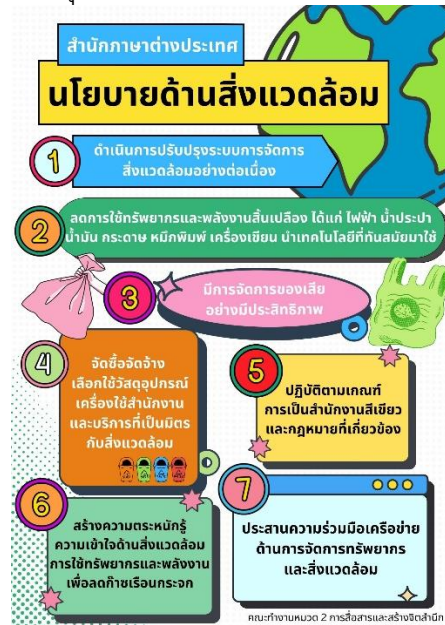 สำนักภาษาต่างประเทศ
นโยบายด้านสิ่งแวดล้อม
1
ดำเนินการปรับปรุงระบบการจัดการ
สิ่งแวดล้อมอย่างต่อเนื่อง
2
ลดการใช้ทรัพยากรและพลังงานสิ้นเปลือง ได้แก่ ไฟฟ้า น้ำประปา
น้ำมัน กระดาษ หมึกพิมพ์ เครื่องเขียน นำเทคโนโลยีที่ทันสมัยมาใช้
3
มีการจัดการของเสีย
อย่างมีประสิทธิภาพ
4
จัดซื้อจัดจ้าง
เลือกใช้วัสดุอุปกรณ์
เครื่องใช้สำนักงาน
และบริการที่เป็นมิตร
กับสิ่งแวดล้อม
5
ปฏิบัติตามเกณฑ์
การเป็นสำนักงานสีเขียว
และกฎหมายที่เกี่ยวข้อง
6
สร้างความตระหนักรู้
ความเข้าใจด้านสิ่งแวดล้อม
การใช้ทรัพยากรและพลังงาน
เพื่อลดก๊าซเรือนกระจก
7
ประสานความร่วมมือเครือข่าย
ด้านการจัดการทรัพยากร
และสิ่งแวดล้อม
คณะทำงานหมวด 2 การสื่อสารและสร้างจิตสำนึก